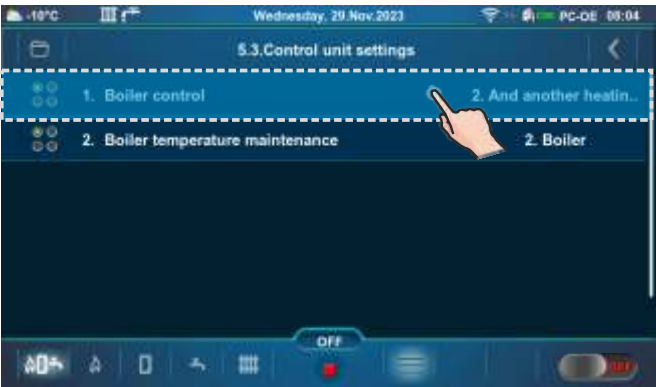 -10°C Wednesday, 29.Nov.2023 PC-OE 08:04
5.3.Control unit settings
1. Boiler control 2. And another heatin..
2. Boiler temperature maintenance 2. Boiler
OFF
OFF